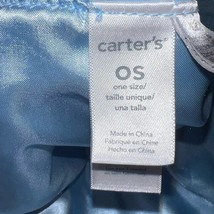 carter's
OS
one size/
taille unique/
una talla
Made in China
Fabriqué en Chine
Hecho en China